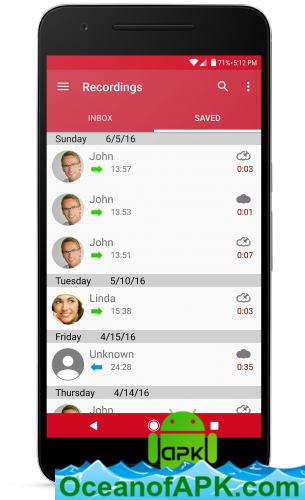 71% 5:12 PM
Recordings
INBOX SAVED
Sunday 6/5/16
John
13:57 0:03
John
13:53 0:01
John
13:51 0:07
Tuesday 5/10/16
Linda
15:38 0:03
Friday 4/15/16
Unknown
24:28 0:35
Thursday 4/14/16
John
apk
OceanofAPK.com